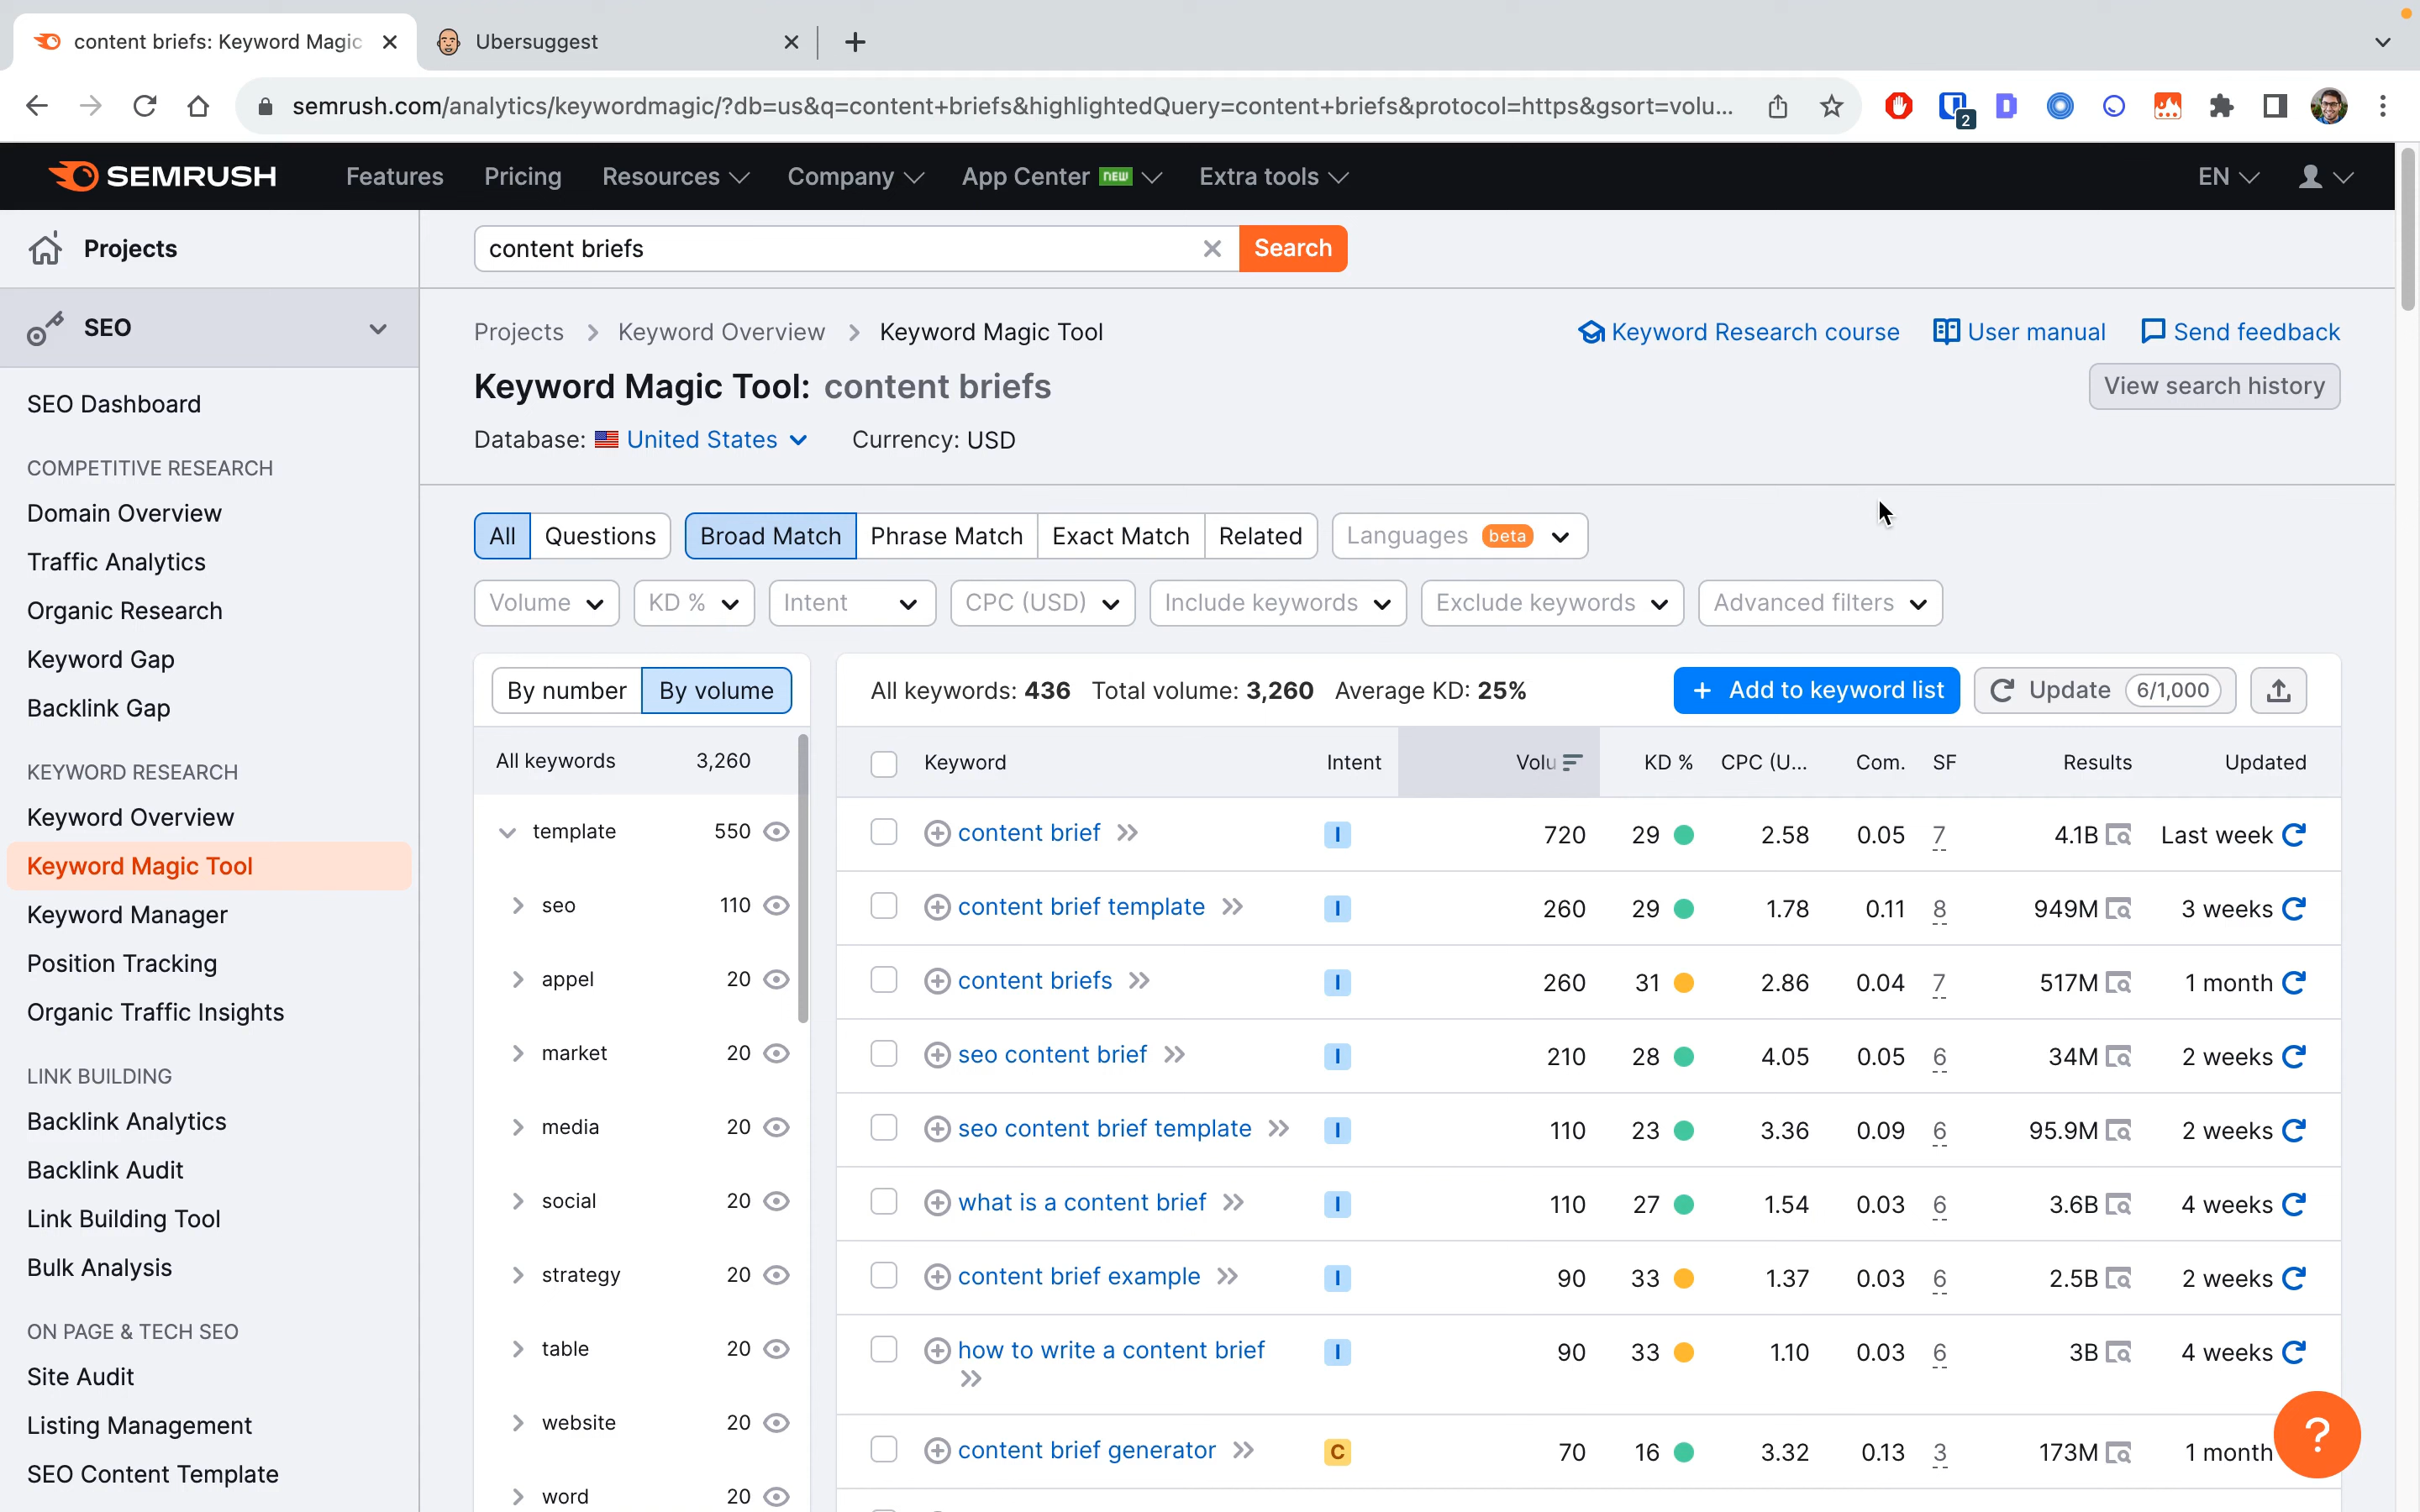 content briefs: Keyword Magic
Ubersuggest
semrush.com/analytics/keywordmagic/?db=us&q=content+briefs&highlightedQuery=content+briefs&protocol=https&gsort=volu...
2
SEMRUSH
Features Pricing Resources Company App Center new Extra tools EN
Projects
content briefs Search
SEO
Projects > Keyword Overview > Keyword Magic Tool
Keyword Research course User manual Send feedback
Keyword Magic Tool: content briefs
View search history
Database: United States Currency: USD
SEO Dashboard
COMPETITIVE RESEARCH
Domain Overview
Traffic Analytics
Organic Research
Keyword Gap
Backlink Gap
KEYWORD RESEARCH
Keyword Overview
Keyword Magic Tool
Keyword Manager
Position Tracking
Organic Traffic Insights
LINK BUILDING
Backlink Analytics
Backlink Audit
Link Building Tool
Bulk Analysis
ON PAGE & TECH SEO
Site Audit
Listing Management
SEO Content Template
All Questions Broad Match Phrase Match Exact Match Related Languages beta
Volume KD % Intent CPC (USD) Include keywords Exclude keywords Advanced filters
By number By volume
All keywords 3,260
template 550
seo 110
appel 20
market 20
media 20
social 20
strategy 20
table 20
website 20
word 20
All keywords: 436 Total volume: 3,260 Average KD: 25%
+ Add to keyword list Update 6/1,000
Keyword Intent Volu KD % CPC (U... Com. SF Results Updated
content brief I 720 29 2.58 0.05 7 4.1B Last week
content brief template I 260 29 1.78 0.11 8 949M 3 weeks
content briefs I 260 31 2.86 0.04 7 517M 1 month
seo content brief I 210 28 4.05 0.05 6 34M 2 weeks
seo content brief template I 110 23 3.36 0.09 6 95.9M 2 weeks
what is a content brief I 110 27 1.54 0.03 6 3.6B 4 weeks
content brief example I 90 33 1.37 0.03 6 2.5B 2 weeks
how to write a content brief I 90 33 1.10 0.03 6 3B 4 weeks
content brief generator C 70 16 3.32 0.13 3 173M 1 month
?